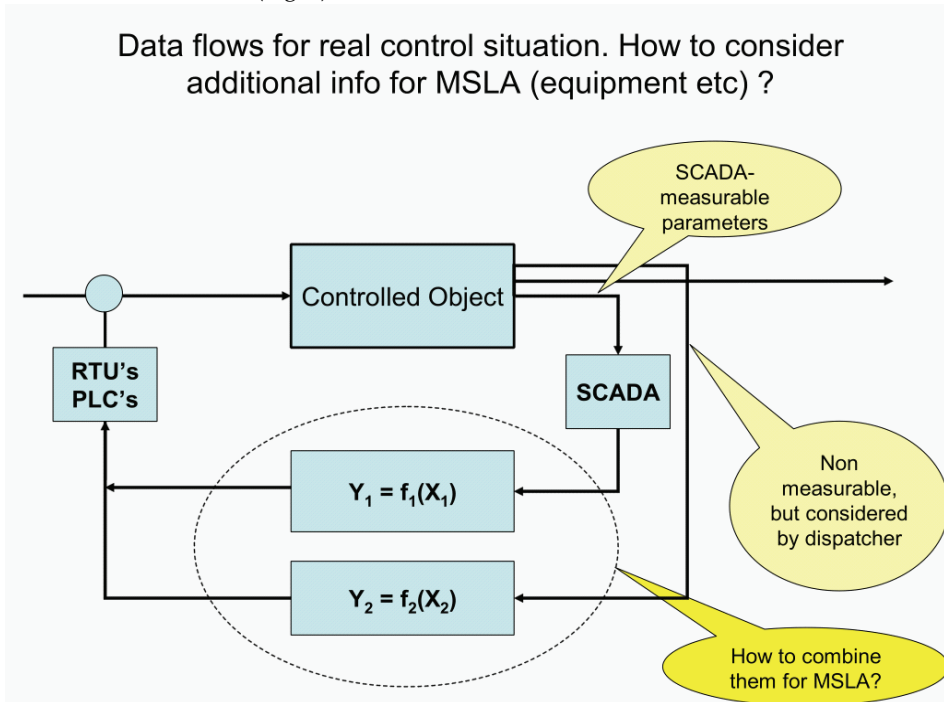 Data flows for real control situation. How to consider
additional info for MSLA (equipment etc) ?
SCADA-
measurable
parameters
Controlled Object
RTU's
PLC's
SCADA
Y₁ = f₁(X₁)
Non
measurable,
but considered
by dispatcher
Y₂ = f₂(X₂)
How to combine
them for MSLA?